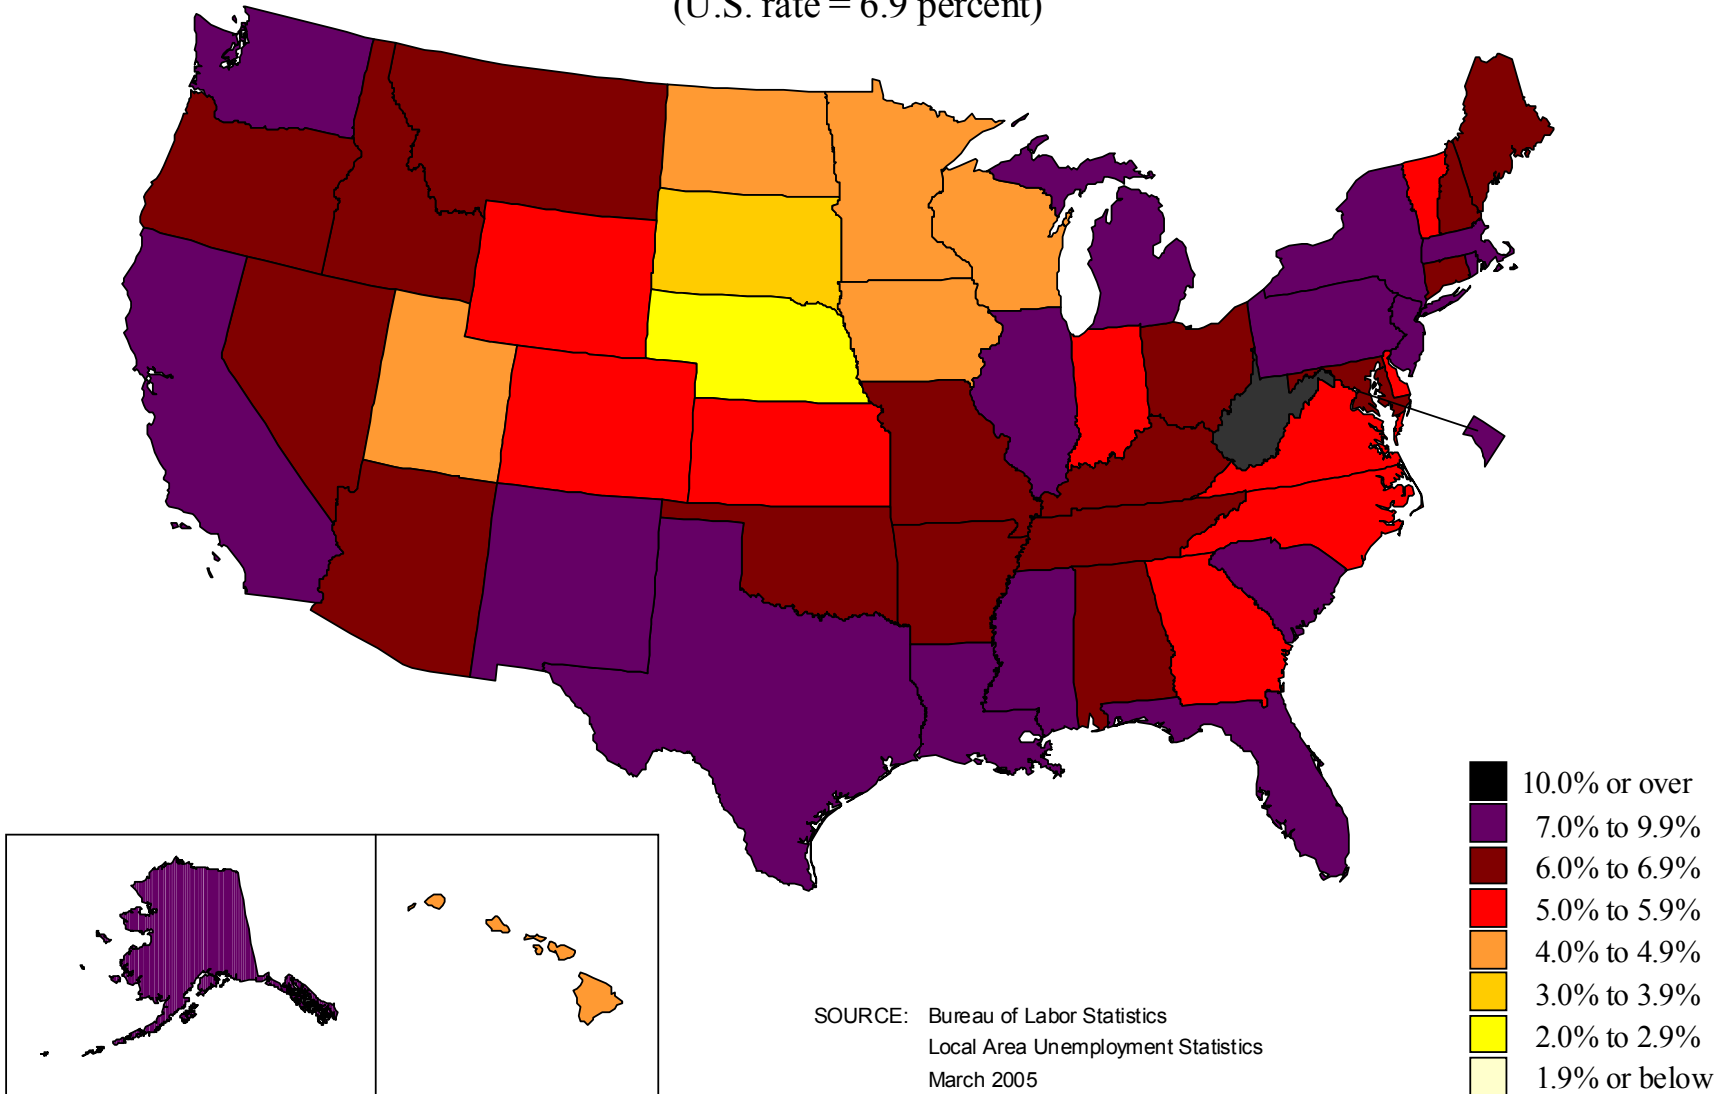 (U.S. rate = 6.9 percent)
10.0% or over
7.0% to 9.9%
6.0% to 6.9%
5.0% to 5.9%
4.0% to 4.9%
3.0% to 3.9%
2.0% to 2.9%
1.9% or below
SOURCE: Bureau of Labor Statistics
Local Area Unemployment Statistics
March 2005